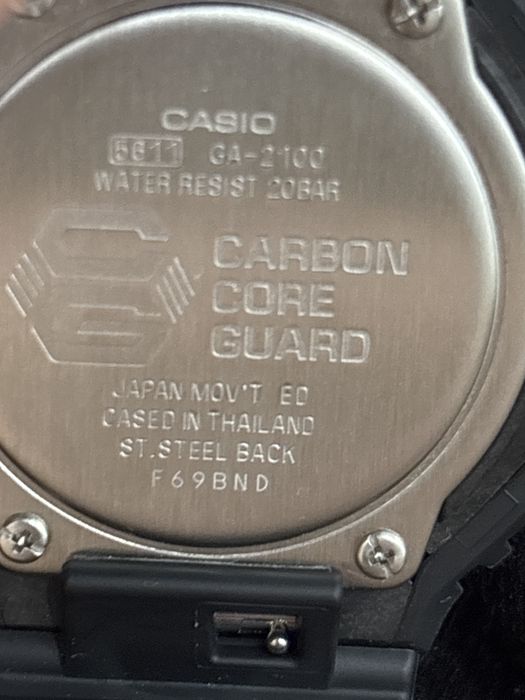 CASIO
5611 GA-2100
WATER RESIST 20BAR
CARBON
CORE
GUARD
JAPAN MOV'T ED
CASED IN THAILAND
ST.STEEL BACK
F69BND